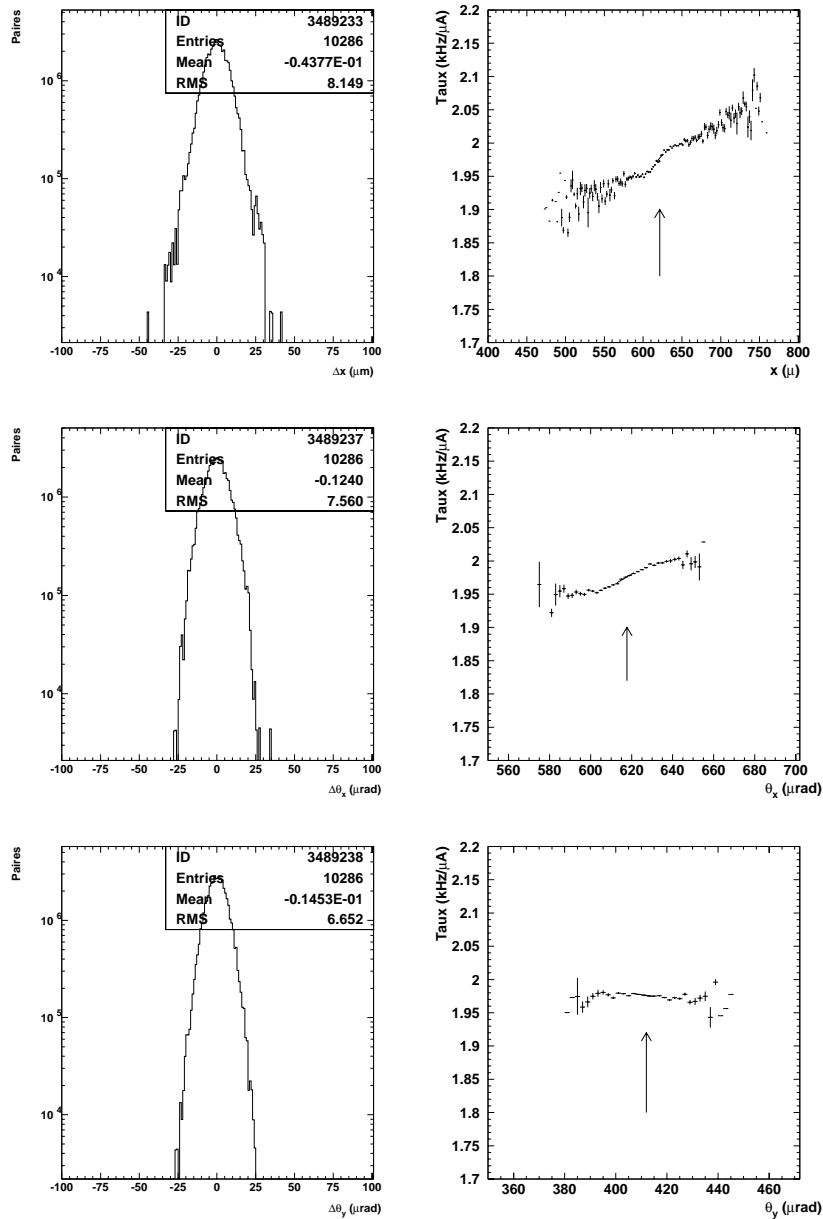 Paires
ID 3489233
Entries 10286
Mean -0.4377E-01
RMS 8.149
10^6
10^5
10^4
-100 -75 -50 -25 0 25 50 75 100
Δx (μm)
Taux (kHz/μA)
2.2
2.15
2.1
2.05
2
1.95
1.9
1.85
1.8
1.75
1.7
400 450 500 550 600 650 700 750 800
x (μ)
Paires
ID 3489237
Entries 10286
Mean -0.1240
RMS 7.560
10^6
10^5
10^4
-100 -75 -50 -25 0 25 50 75 100
Δθx (μrad)
Taux (kHz/μA)
2.2
2.15
2.1
2.05
2
1.95
1.9
1.85
1.8
1.75
1.7
560 580 600 620 640 660 680 700
θx (μrad)
Paires
ID 3489238
Entries 10286
Mean -0.1453E-01
RMS 6.652
10^6
10^5
10^4
-100 -75 -50 -25 0 25 50 75 100
Δθy (μrad)
Taux (kHz/μA)
2.2
2.15
2.1
2.05
2
1.95
1.9
1.85
1.8
1.75
1.7
360 380 400 420 440 460
θy (μrad)